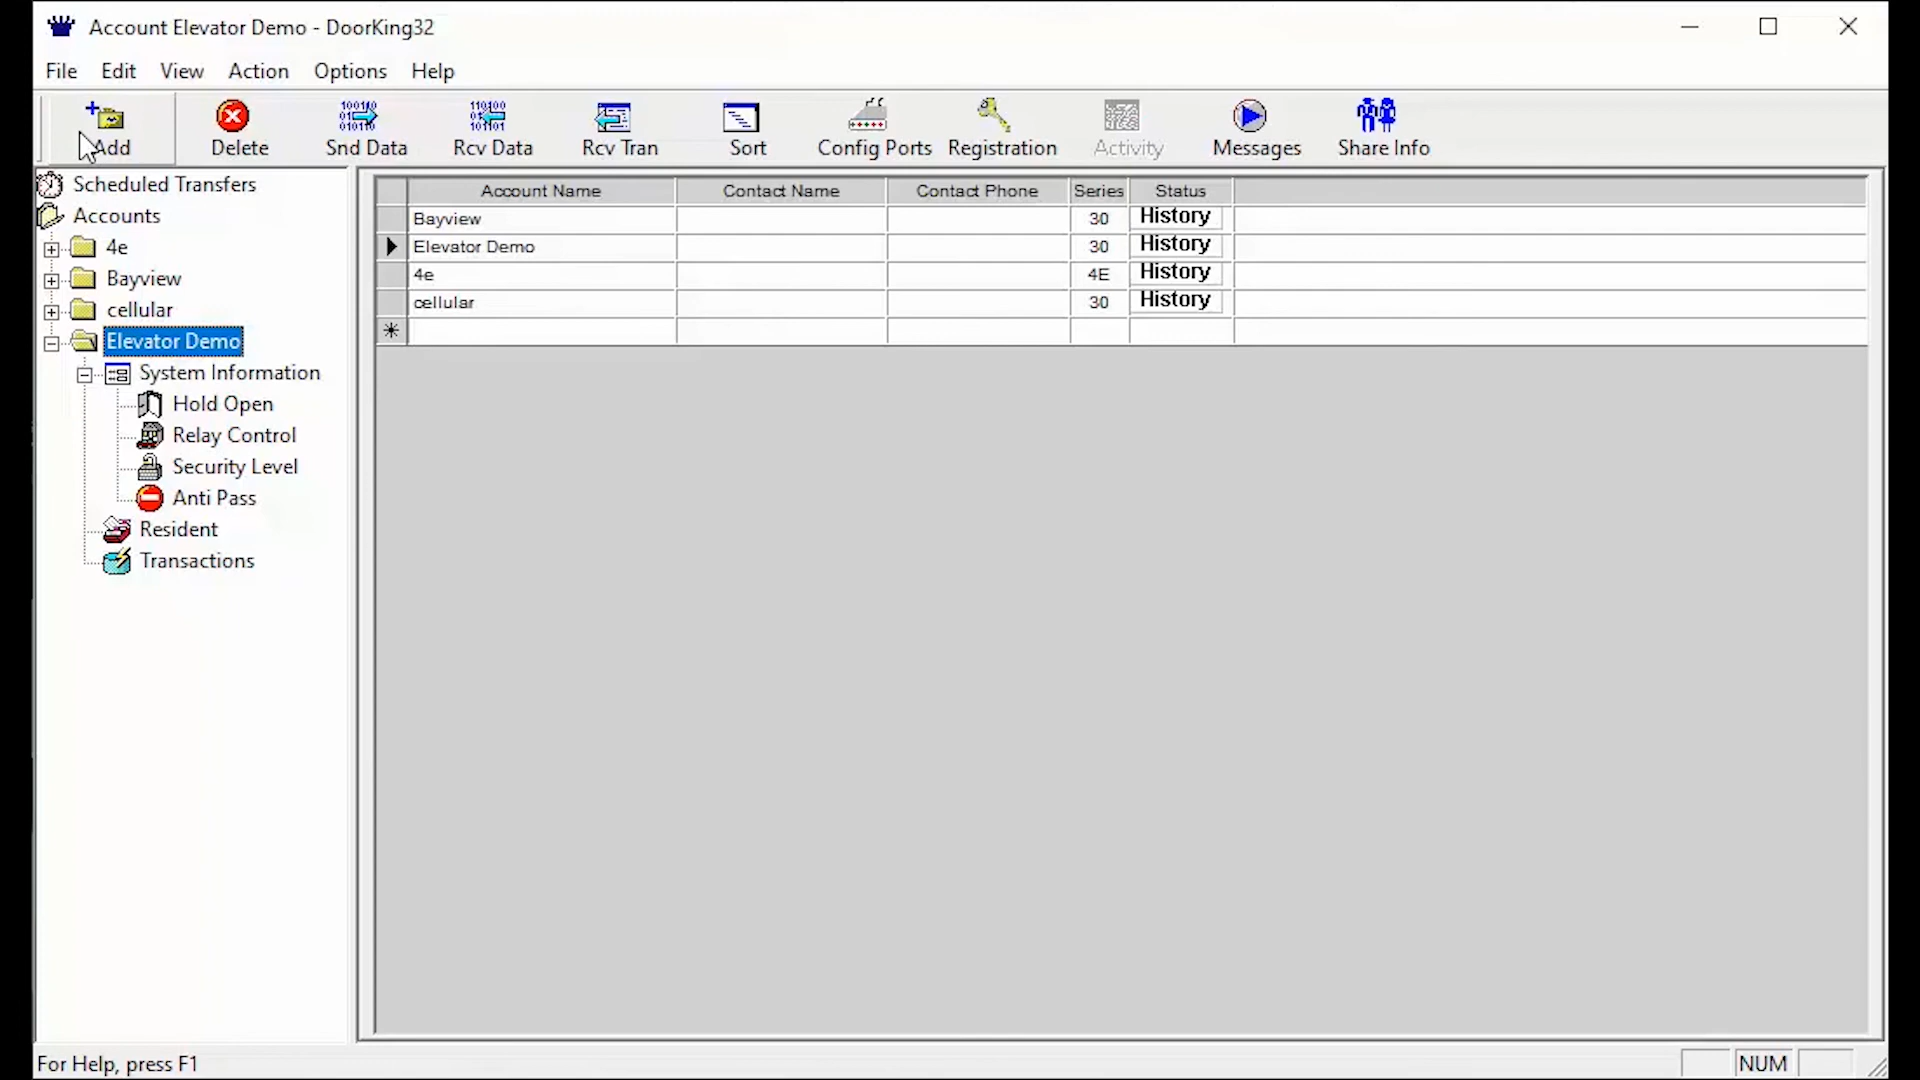 Account Elevator Demo - DoorKing32
File Edit View Action Options Help
Add Delete Snd Data Rcv Data Rcv Tran Sort Config Ports Registration Activity Messages Share Info
Scheduled Transfers
Accounts
4e
Bayview
cellular
Elevator Demo
System Information
Hold Open
Relay Control
Security Level
Anti Pass
Resident
Transactions
Account Name Contact Name Contact Phone Series Status
Bayview 30 History
Elevator Demo 30 History
4e 4E History
cellular 30 History
For Help, press F1 NUM